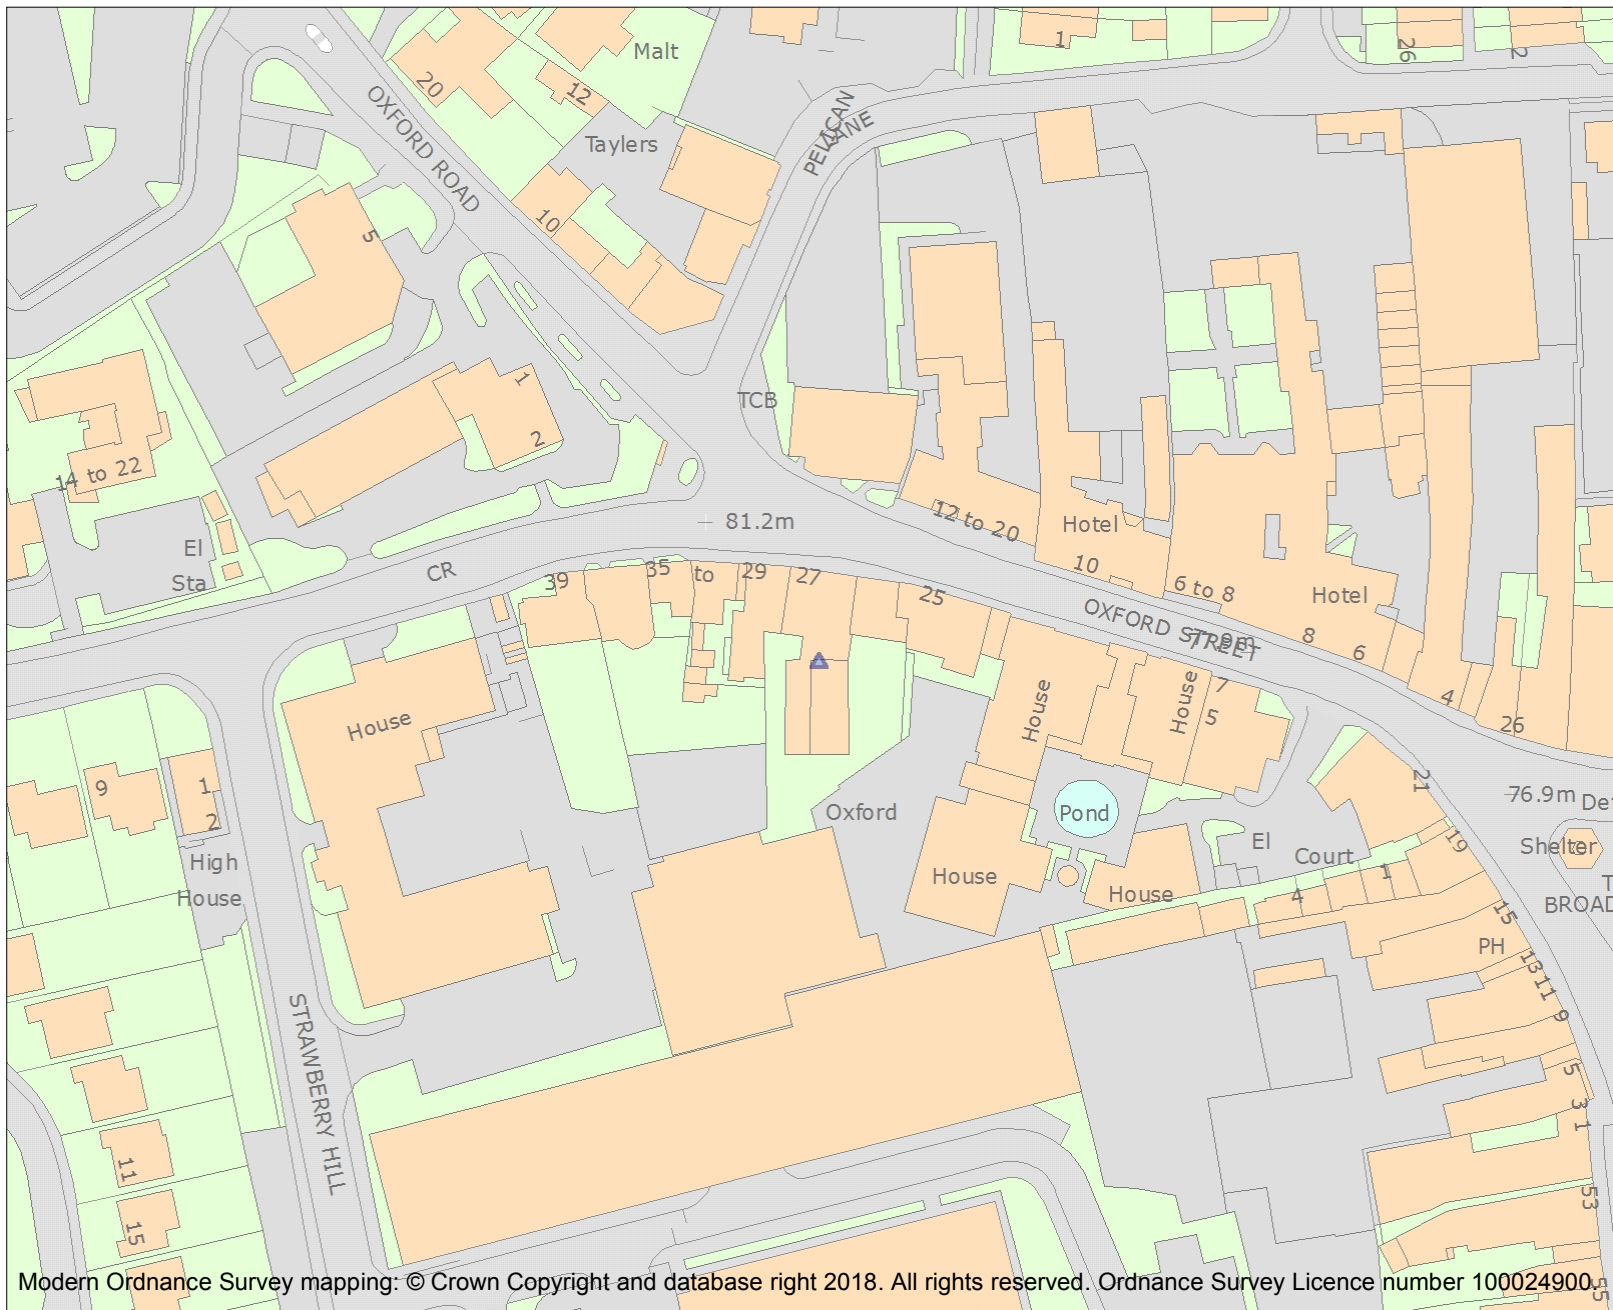 Malt
1
26
2
20
12
OXFORD ROAD
PELICAN
LANE
Taylers
10
5
TCB
1
2
14 to 22
81.2m
12 to 20
Hotel
El
Sta
CR
39
35
to
29
27
25
10
6 to 8
Hotel
OXFORD STREET
77.9m
8
6
4
26
House
House
House
7
5
21
76.9m
9
1
2
Oxford
Pond
El
Court
19
Shelter
High
House
House
House
4
1
15
BROAD
PH
13
11
9
STRAWBERRY HILL
5
3
1
11
15
53
55
Modern Ordnance Survey mapping: © Crown Copyright and database right 2018. All rights reserved. Ordnance Survey Licence number 100024900.